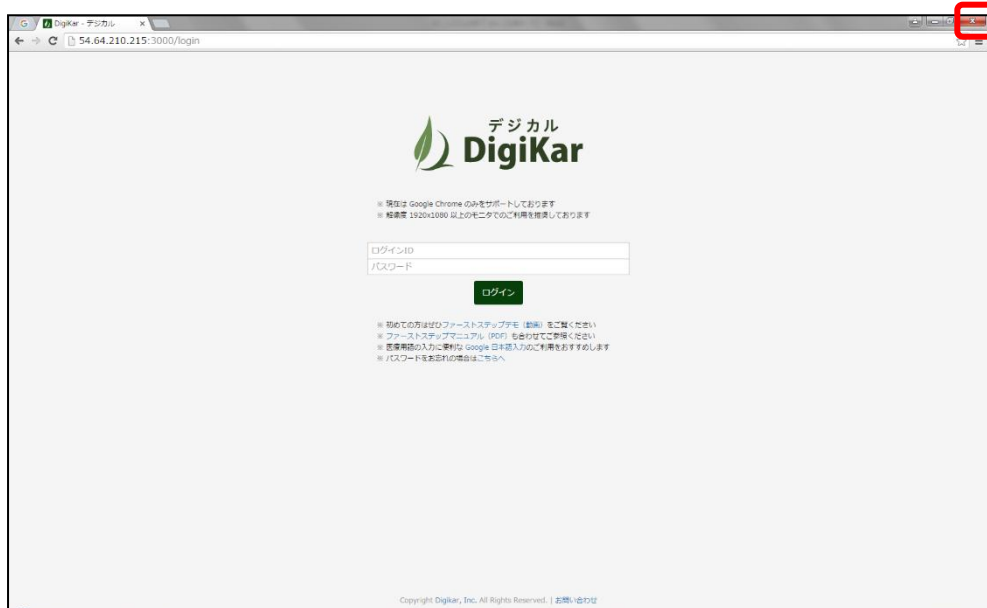 G DigiKar - デジカル
54.64.210.215:3000/login
デジカル
DigiKar
※ 現在は Google Chrome のみをサポートしております
※ 解像度 1920x1080 以上のモニタでのご利用を推奨しております
ログインID
パスワード
ログイン
※ 初めての方はぜひファーストステップデモ（動画）をご覧ください
※ ファーストステップマニュアル（PDF）も合わせてご参照ください
※ 医療用語の入力に便利な Google 日本語入力のご利用をおすすめします
※ パスワードをお忘れの場合はこちらへ
Copyright Digikar, Inc. All Rights Reserved. | お問い合わせ